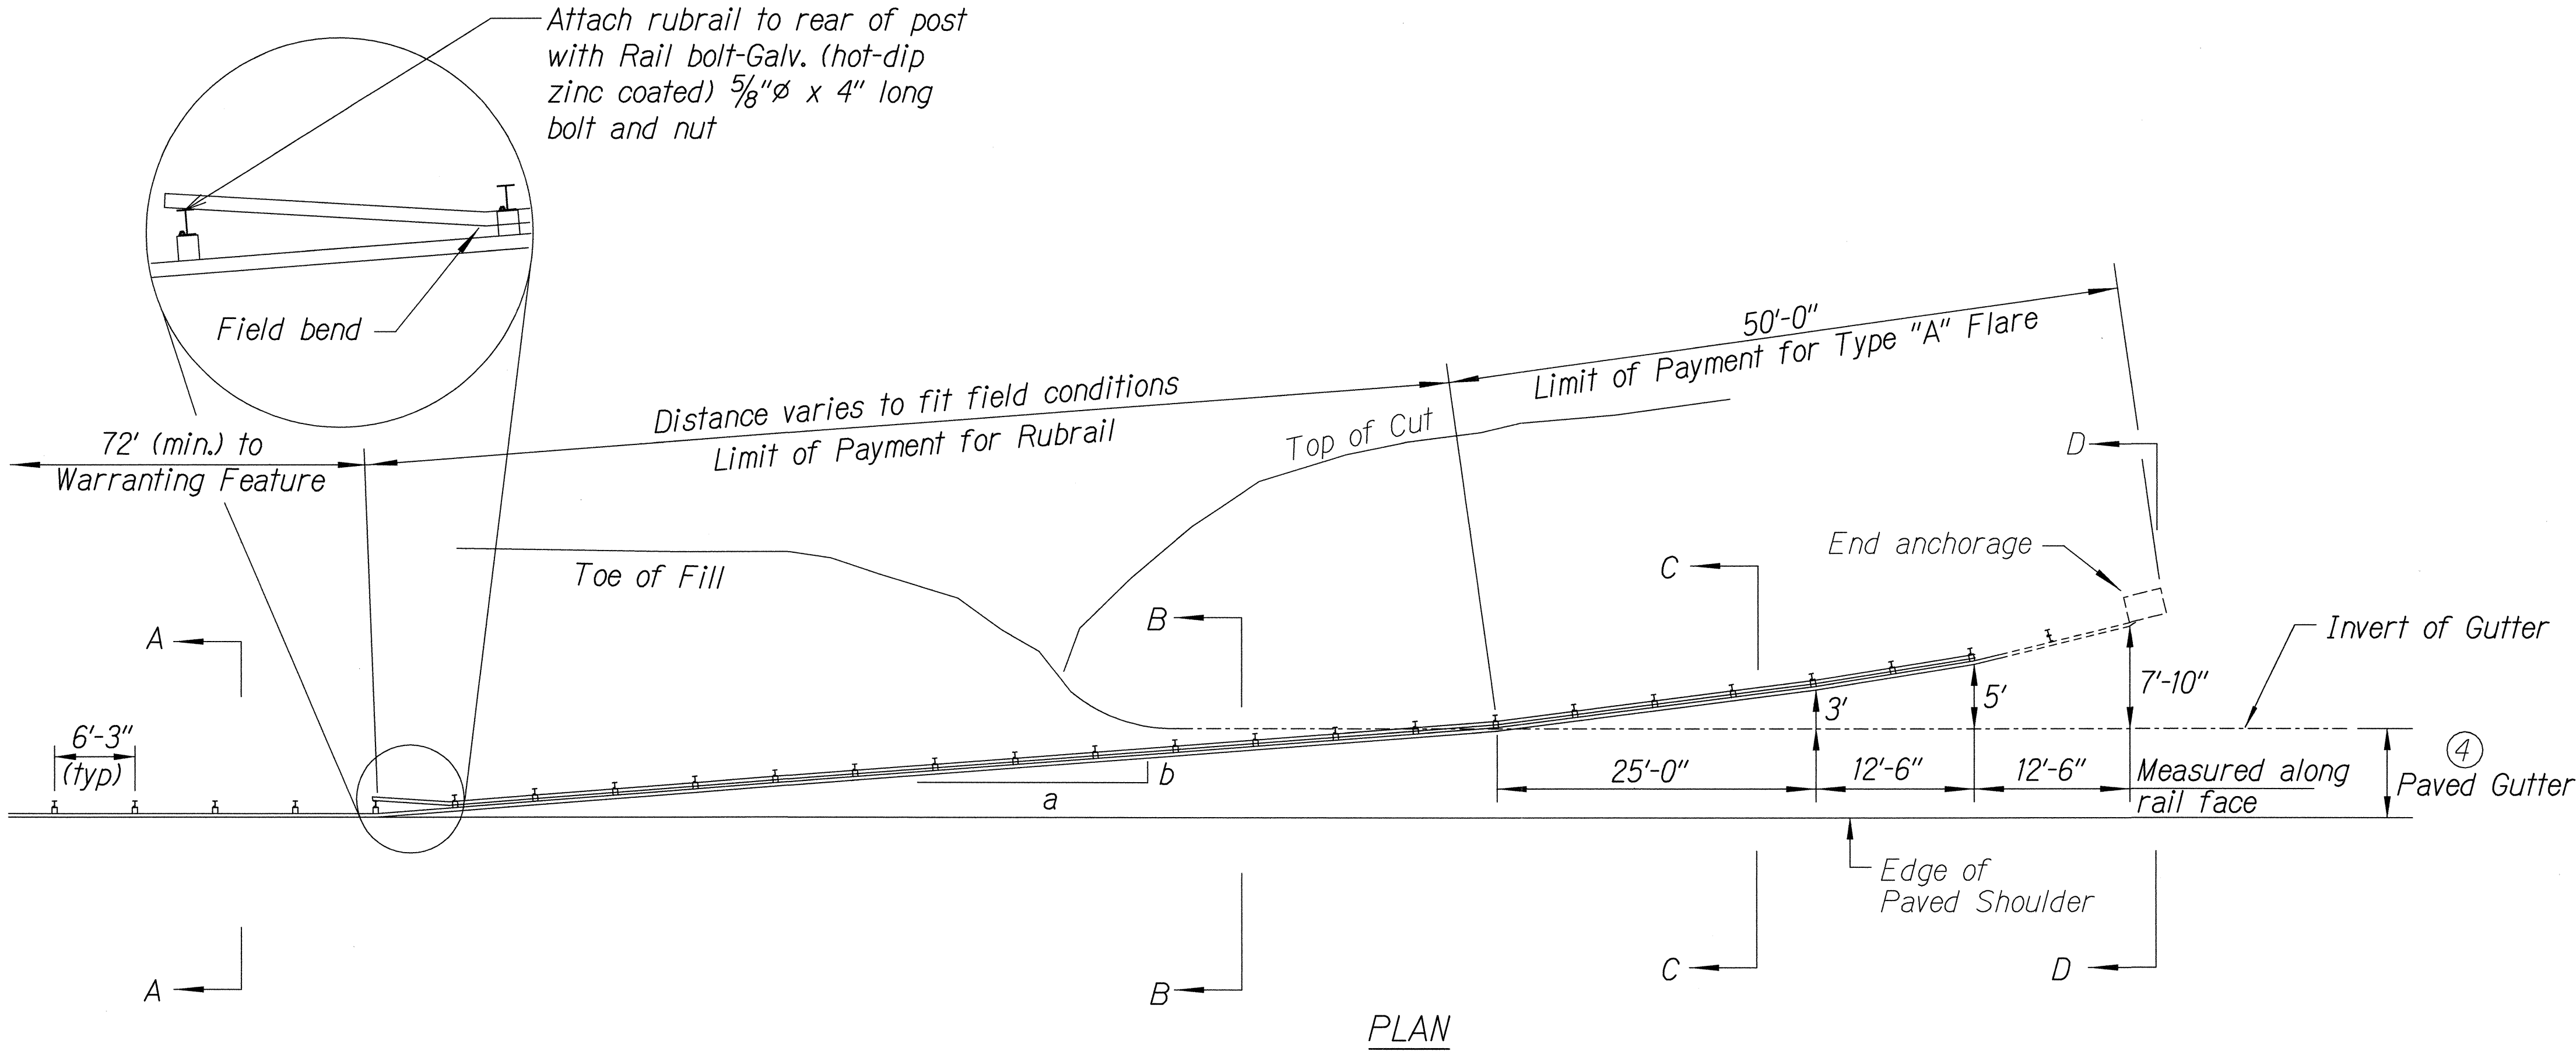 Attach rubrail to rear of post
with Rail bolt-Galv. (hot-dip
zinc coated) 5/8"ø x 4" long
bolt and nut
Field bend
50'-0"
Limit of Payment for Type "A" Flare
Distance varies to fit field conditions
Limit of Payment for Rubrail
72' (min.) to
Warranting Feature
Top of Cut
Toe of Fill
D
End anchorage
C
B
A
Invert of Gutter
7'-10"
5'
3'
6'-3"
(typ)
b
a
25'-0"
12'-6"
12'-6"
Measured along
rail face
4
Paved Gutter
Edge of
Paved Shoulder
A
B
C
D
PLAN